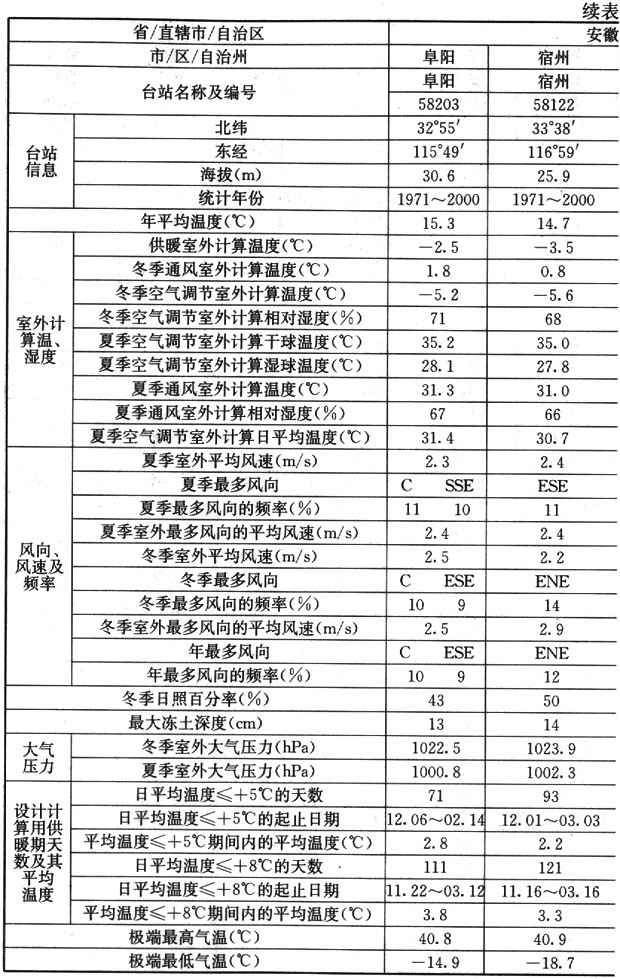 续表
省/直辖市/自治区 安徽
市/区/自治州 阜阳 宿州
台站名称及编号 阜阳 宿州
58203 58122
台站信息 北纬 32°55′ 33°38′
东经 115°49′ 116°59′
海拔(m) 30.6 25.9
统计年份 1971～2000 1971～2000
年平均温度(℃) 15.3 14.7
室外计算温、湿度 供暖室外计算温度(℃) －2.5 －3.5
冬季通风室外计算温度(℃) 1.8 0.8
冬季空气调节室外计算温度(℃) －5.2 －5.6
冬季空气调节室外计算相对湿度(%) 71 68
夏季空气调节室外计算干球温度(℃) 35.2 35.0
夏季空气调节室外计算湿球温度(℃) 28.1 27.8
夏季通风室外计算温度(℃) 31.3 31.0
夏季通风室外计算相对湿度(%) 67 66
夏季空气调节室外计算日平均温度(℃) 31.4 30.7
风向、风速及频率 夏季室外平均风速(m/s) 2.3 2.4
夏季最多风向 C SSE ESE
夏季最多风向的频率(%) 11 10 11
夏季室外最多风向的平均风速(m/s) 2.4 2.4
冬季室外平均风速(m/s) 2.5 2.2
冬季最多风向 C ESE ENE
冬季最多风向的频率(%) 10 9 14
冬季室外最多风向的平均风速(m/s) 2.5 2.9
年最多风向 C ESE ENE
年最多风向的频率(%) 10 9 12
冬季日照百分率(%) 43 50
最大冻土深度(cm) 13 14
大气压力 冬季室外大气压力(hPa) 1022.5 1023.9
夏季室外大气压力(hPa) 1000.8 1002.3
设计计算用供暖期天数及其平均温度 日平均温度≤+5℃的天数 71 93
日平均温度≤+5℃的起止日期 12.06～02.14 12.01～03.03
平均温度≤+5℃期间内的平均温度(℃) 2.8 2.2
日平均温度≤+8℃的天数 111 121
日平均温度≤+8℃的起止日期 11.22～03.12 11.16～03.16
平均温度≤+8℃期间内的平均温度(℃) 3.8 3.3
极端最高气温(℃) 40.8 40.9
极端最低气温(℃) －14.9 －18.7